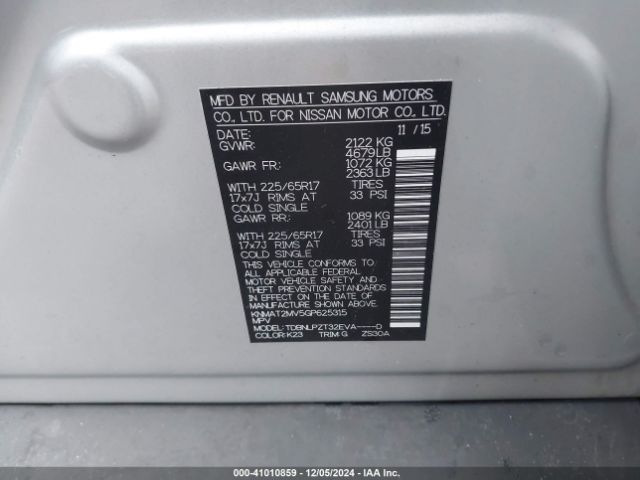 MFD BY RENAULT SAMSUNG MOTORS
CO., LTD. FOR NISSAN MOTOR CO., LTD.
DATE: 11 / 15
GVWR: 2122 KG
4679 LB
GAWR FR: 1072 KG
2363 LB
WITH 225/65R17 TIRES
17x7J RIMS AT 33 PSI
COLD SINGLE
GAWR RR.: 1089 KG
2401 LB
WITH 225/65R17 TIRES
17x7J RIMS AT 33 PSI
COLD SINGLE
THIS VEHICLE CONFORMS TO
ALL APPLICABLE FEDERAL
MOTOR VEHICLE SAFETY AND
THEFT PREVENTION STANDARDS
IN EFFECT ON THE DATE OF
MANUFACTURE SHOWN ABOVE.
KNMAT2MV5GP625315
MPV
MODEL: TDBNLPZT32EVA----D
COLOR: K23 TRIM: G ZS30A
000-41010859 - 12/05/2024 - IAA Inc.